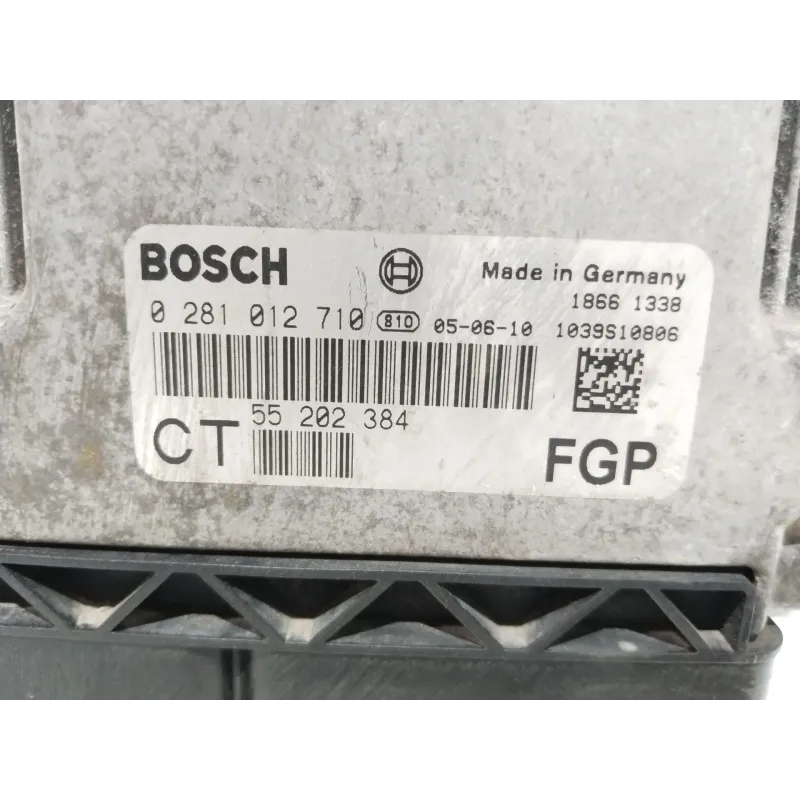 BOSCH Made in Germany
1866 1338
0 281 012 710 810 05-06-10 1039S10806
55 202 384
CT FGP